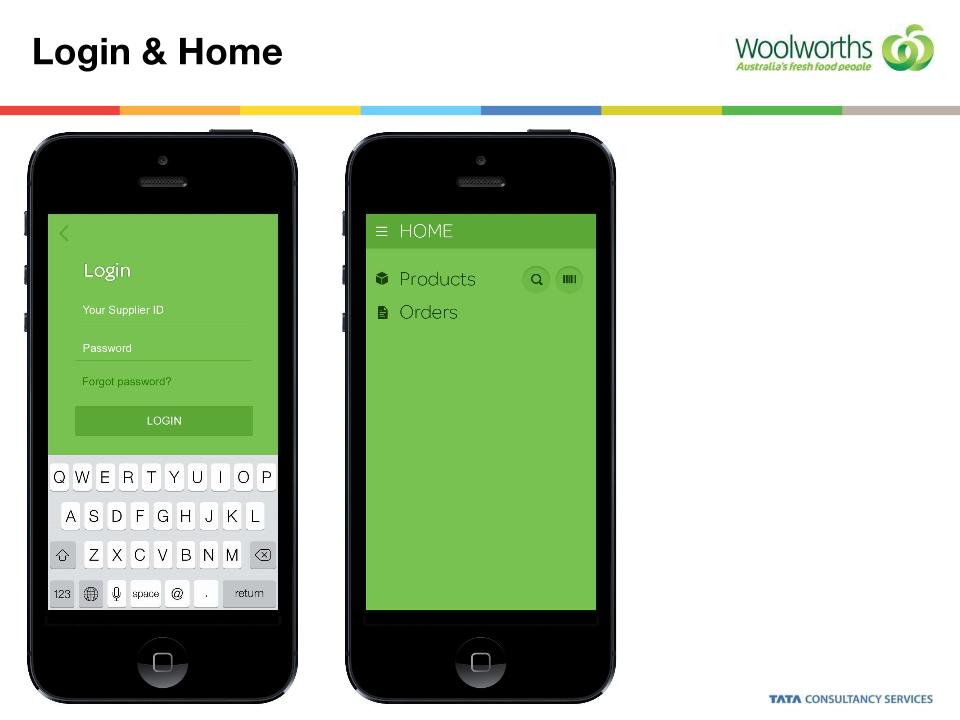 Login & Home
Woolworths
Australia's fresh food people
Login
Your Supplier ID
Password
Forgot password?
LOGIN
Q W E R T Y U I O P
A S D F G H J K L
Z X C V B N M
123 space @ . return
HOME
Products
Orders
TATA CONSULTANCY SERVICES